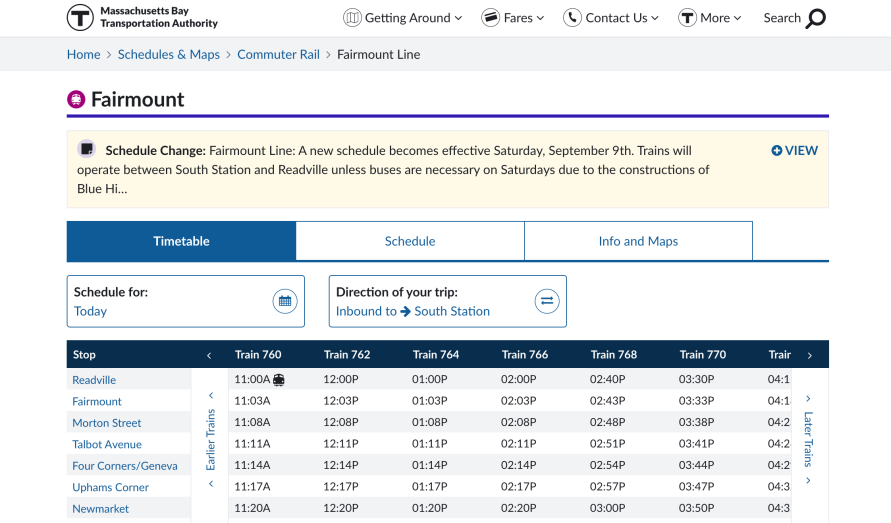 Massachusetts Bay
Transportation Authority
Getting Around Fares Contact Us T More Search
Home > Schedules & Maps > Commuter Rail > Fairmount Line
Fairmount
Schedule Change: Fairmount Line: A new schedule becomes effective Saturday, September 9th. Trains will
operate between South Station and Readville unless buses are necessary on Saturdays due to the constructions of
Blue Hi...
VIEW
Timetable Schedule Info and Maps
Schedule for:
Today
Direction of your trip:
Inbound to → South Station
Stop < Train 760 Train 762 Train 764 Train 766 Train 768 Train 770 >
Readville 11:00A 12:00P 01:00P 02:00P 02:40P 03:30P 04:1
Fairmount 11:03A 12:03P 01:03P 02:03P 02:43P 03:33P 04:1
Morton Street 11:08A 12:08P 01:08P 02:08P 02:48P 03:38P 04:2
Talbot Avenue 11:11A 12:11P 01:11P 02:11P 02:51P 03:41P 04:2
Four Corners/Geneva 11:14A 12:14P 01:14P 02:14P 02:54P 03:44P 04:2
Uphams Corner 11:17A 12:17P 01:17P 02:17P 02:57P 03:47P 04:3
Newmarket 11:20A 12:20P 01:20P 02:20P 03:00P 03:50P 04:3
Earlier Trains
Later Trains